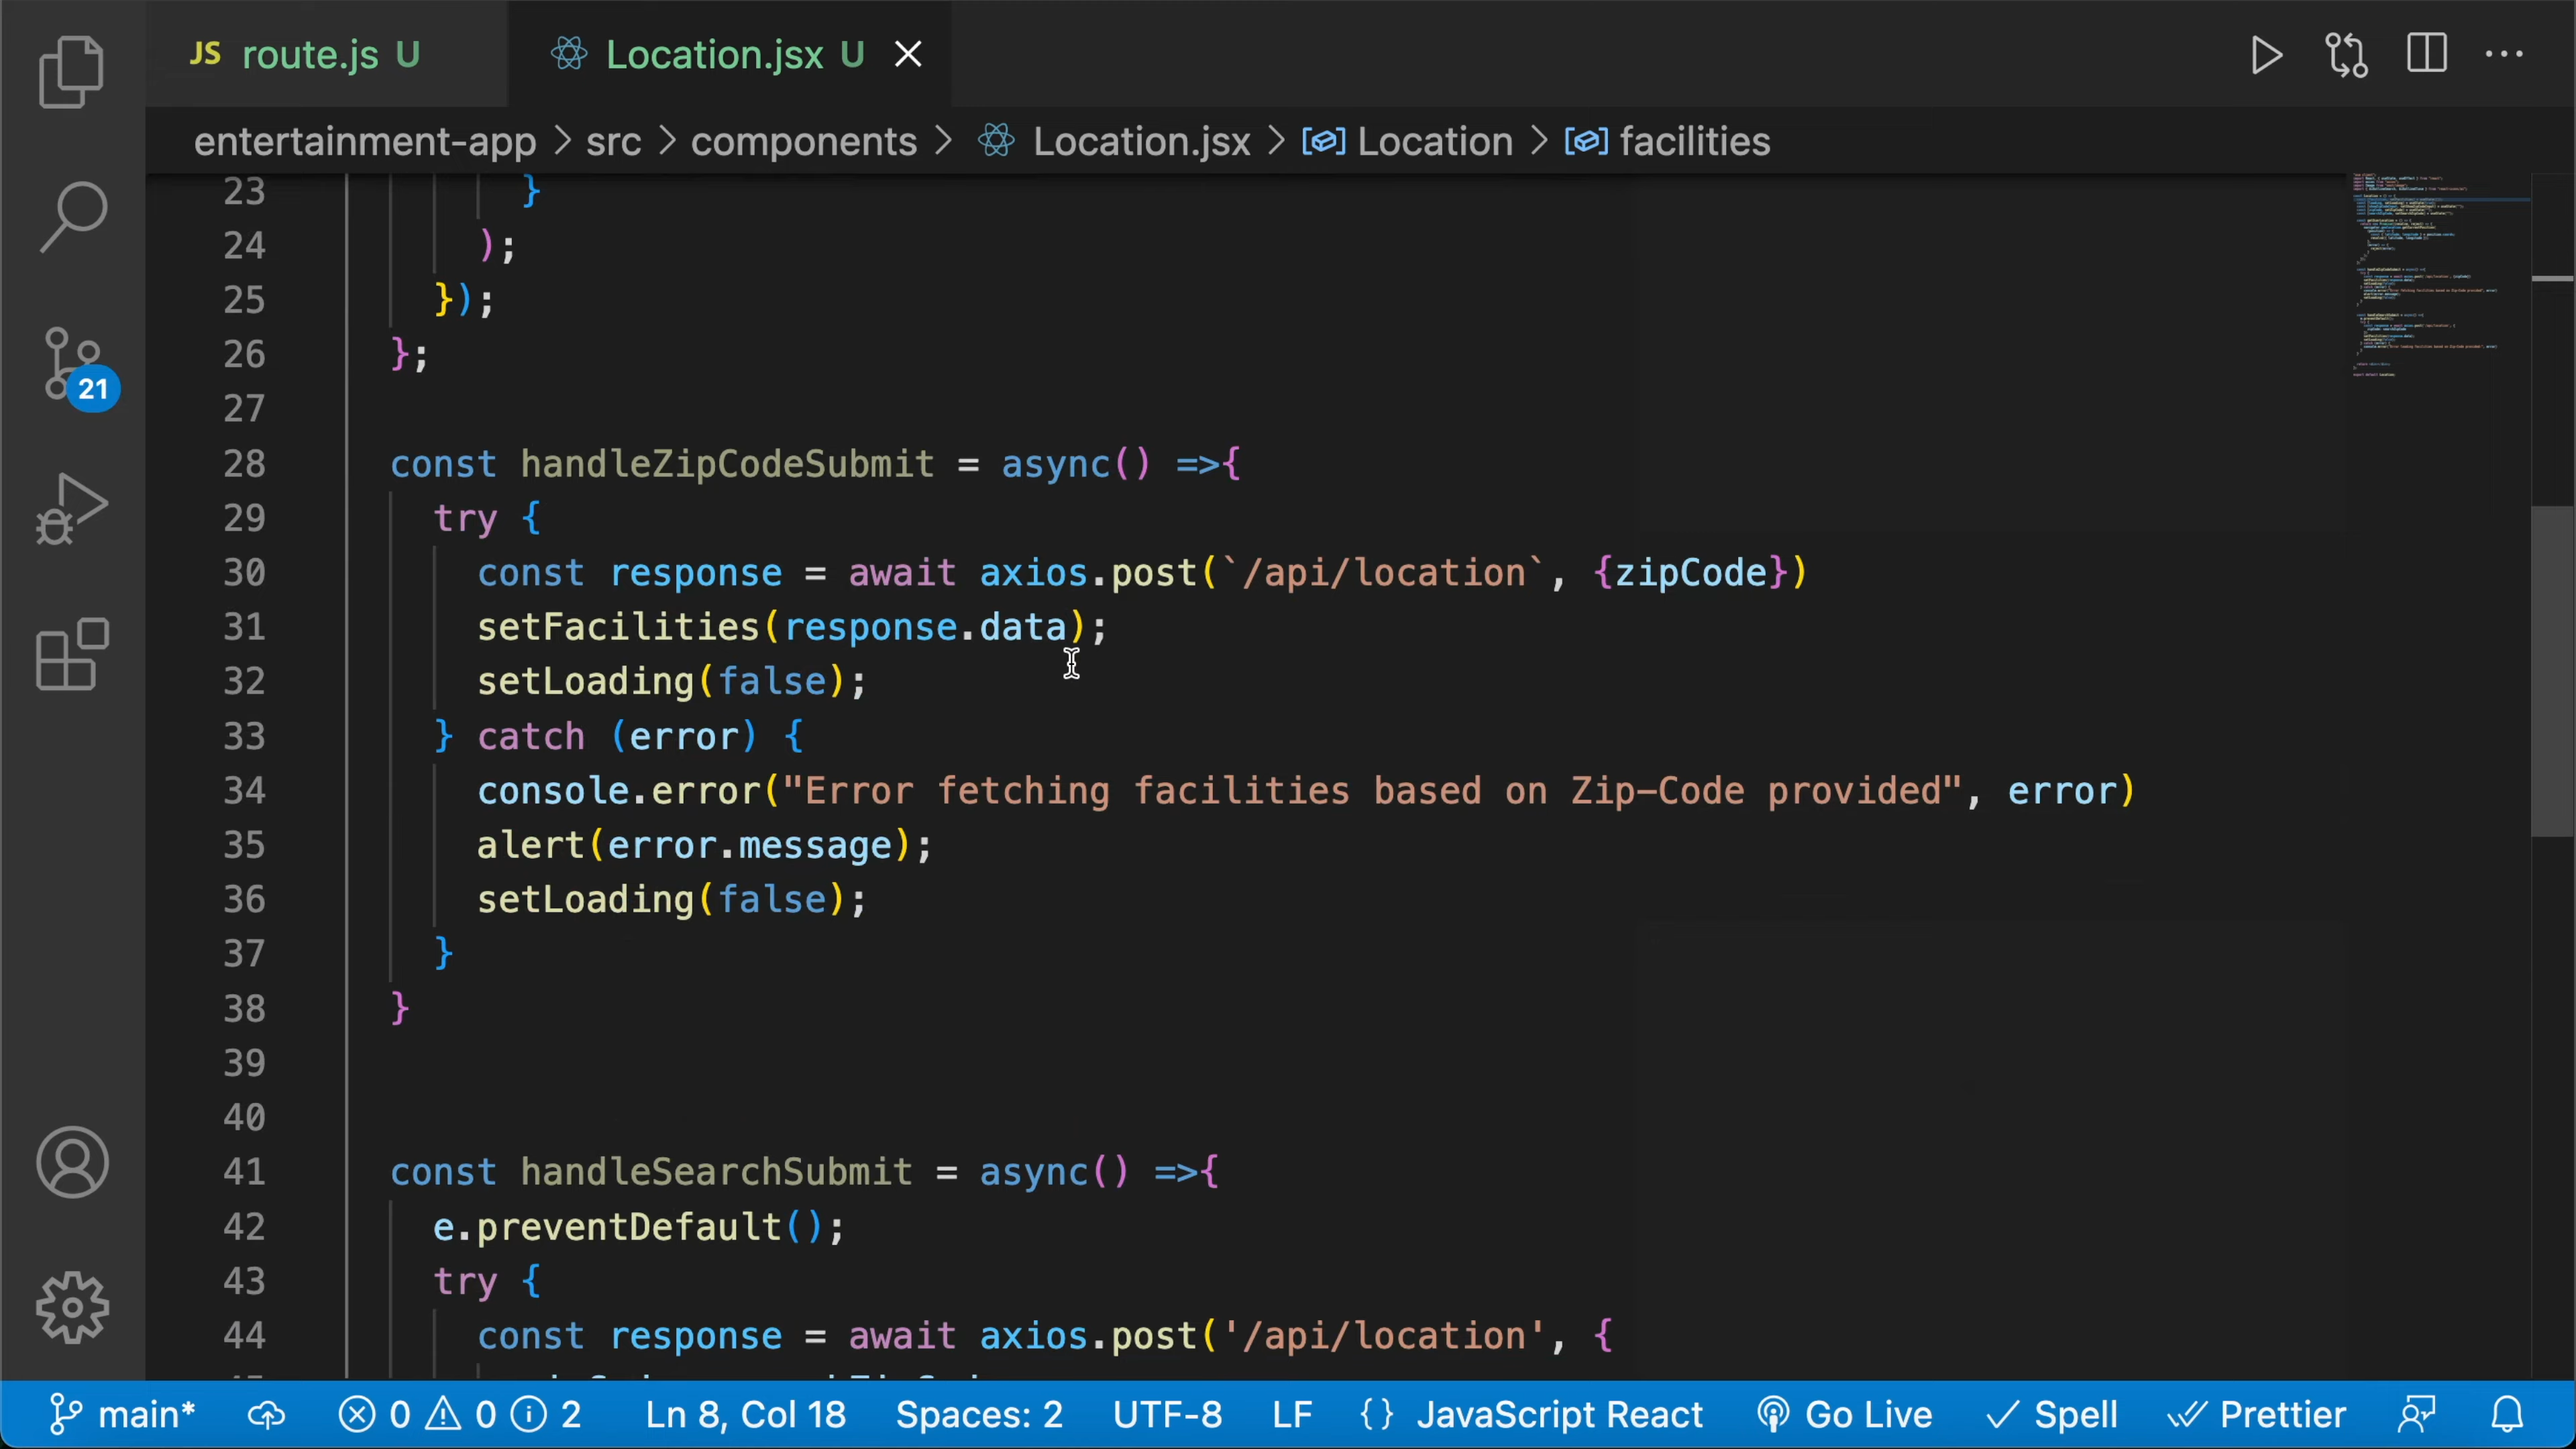 JS route.js U Location.jsx U
entertainment-app > src > components > Location.jsx > Location > facilities
23 }
24 );
25 });
26 };
27
28 const handleZipCodeSubmit = async() =>{
29 try {
30 const response = await axios.post(`/api/location`, {zipCode})
31 setFacilities(response.data);
32 setLoading(false);
33 } catch (error) {
34 console.error("Error fetching facilities based on Zip-Code provided", error)
35 alert(error.message);
36 setLoading(false);
37 }
38 }
39
40
41 const handleSearchSubmit = async() =>{
42 e.preventDefault();
43 try {
44 const response = await axios.post('/api/location', {
21
main* 0 0 2 Ln 8, Col 18 Spaces: 2 UTF-8 LF {} JavaScript React Go Live Spell Prettier